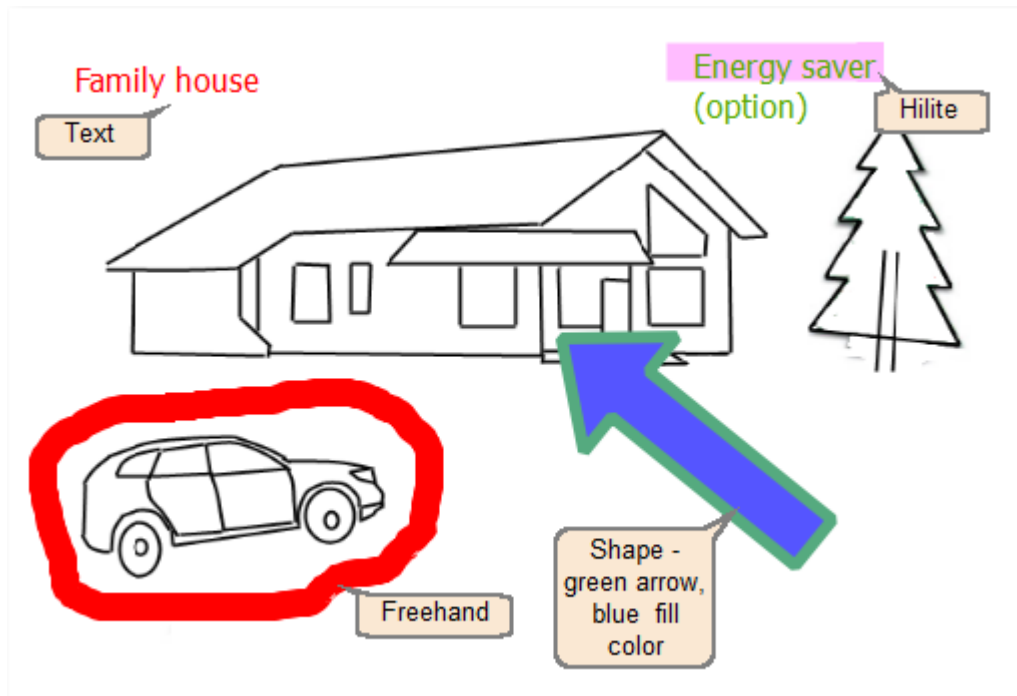 Family house
Text
Energy saver
(option)
Hilite
Freehand
Shape -
green arrow,
blue fill
color